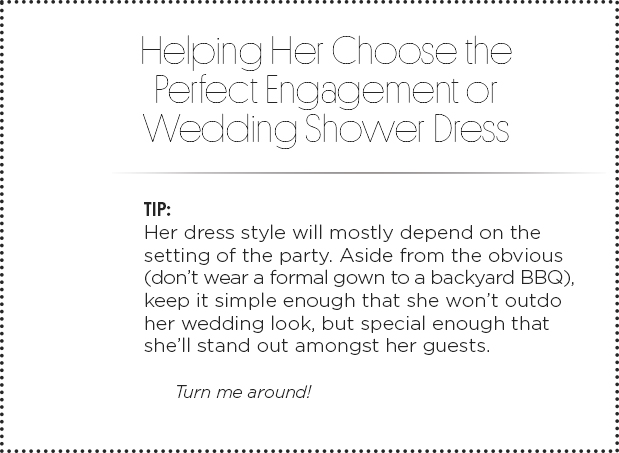 Helping Her Choose the
Perfect Engagement or
Wedding Shower Dress
TIP:
Her dress style will mostly depend on the
setting of the party. Aside from the obvious
(don't wear a formal gown to a backyard BBQ),
keep it simple enough that she won't outdo
her wedding look, but special enough that
she'll stand out amongst her guests.
Turn me around!